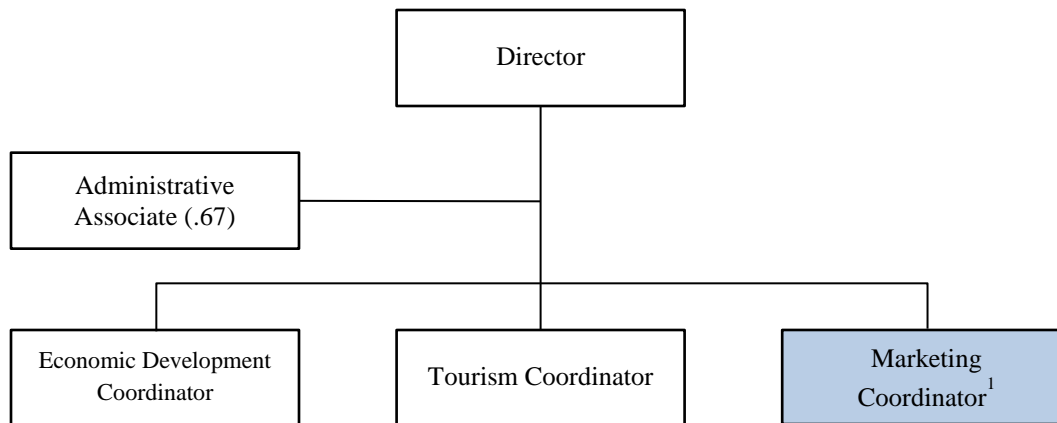 Director
Administrative
Associate (.67)
Economic Development
Coordinator
Tourism Coordinator
Marketing
Coordinator¹